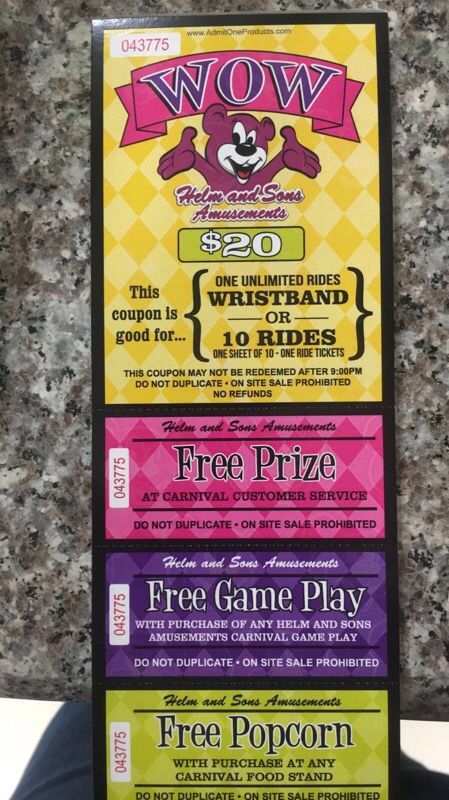 www.AdmitOneProducts.com
043775
WOW
Helm and Sons
Amusements
$20
This
coupon is
good for...
ONE UNLIMITED RIDES
WRISTBAND
OR
10 RIDES
ONE SHEET OF 10 - ONE RIDE TICKETS
THIS COUPON MAY NOT BE REDEEMED AFTER 9:00PM
DO NOT DUPLICATE • ON SITE SALE PROHIBITED
NO REFUNDS
Helm and Sons Amusements
043775
Free Prize
AT CARNIVAL CUSTOMER SERVICE
DO NOT DUPLICATE • ON SITE SALE PROHIBITED
Helm and Sons Amusements
043775
Free Game Play
WITH PURCHASE OF ANY HELM AND SONS
AMUSEMENTS CARNIVAL GAME PLAY
DO NOT DUPLICATE • ON SITE SALE PROHIBITED
Helm and Sons Amusements
043775
Free Popcorn
WITH PURCHASE AT ANY
CARNIVAL FOOD STAND
DO NOT DUPLICATE • ON SITE SALE PROHIBITED